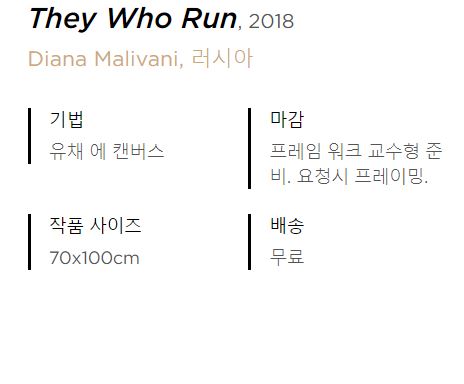 They Who Run, 2018
Diana Malivani, 러시아
기법
유채 에 캔버스
마감
프레임 워크 교수형 준
비. 요청시 프레이밍.
작품 사이즈
70x100cm
배송
무료